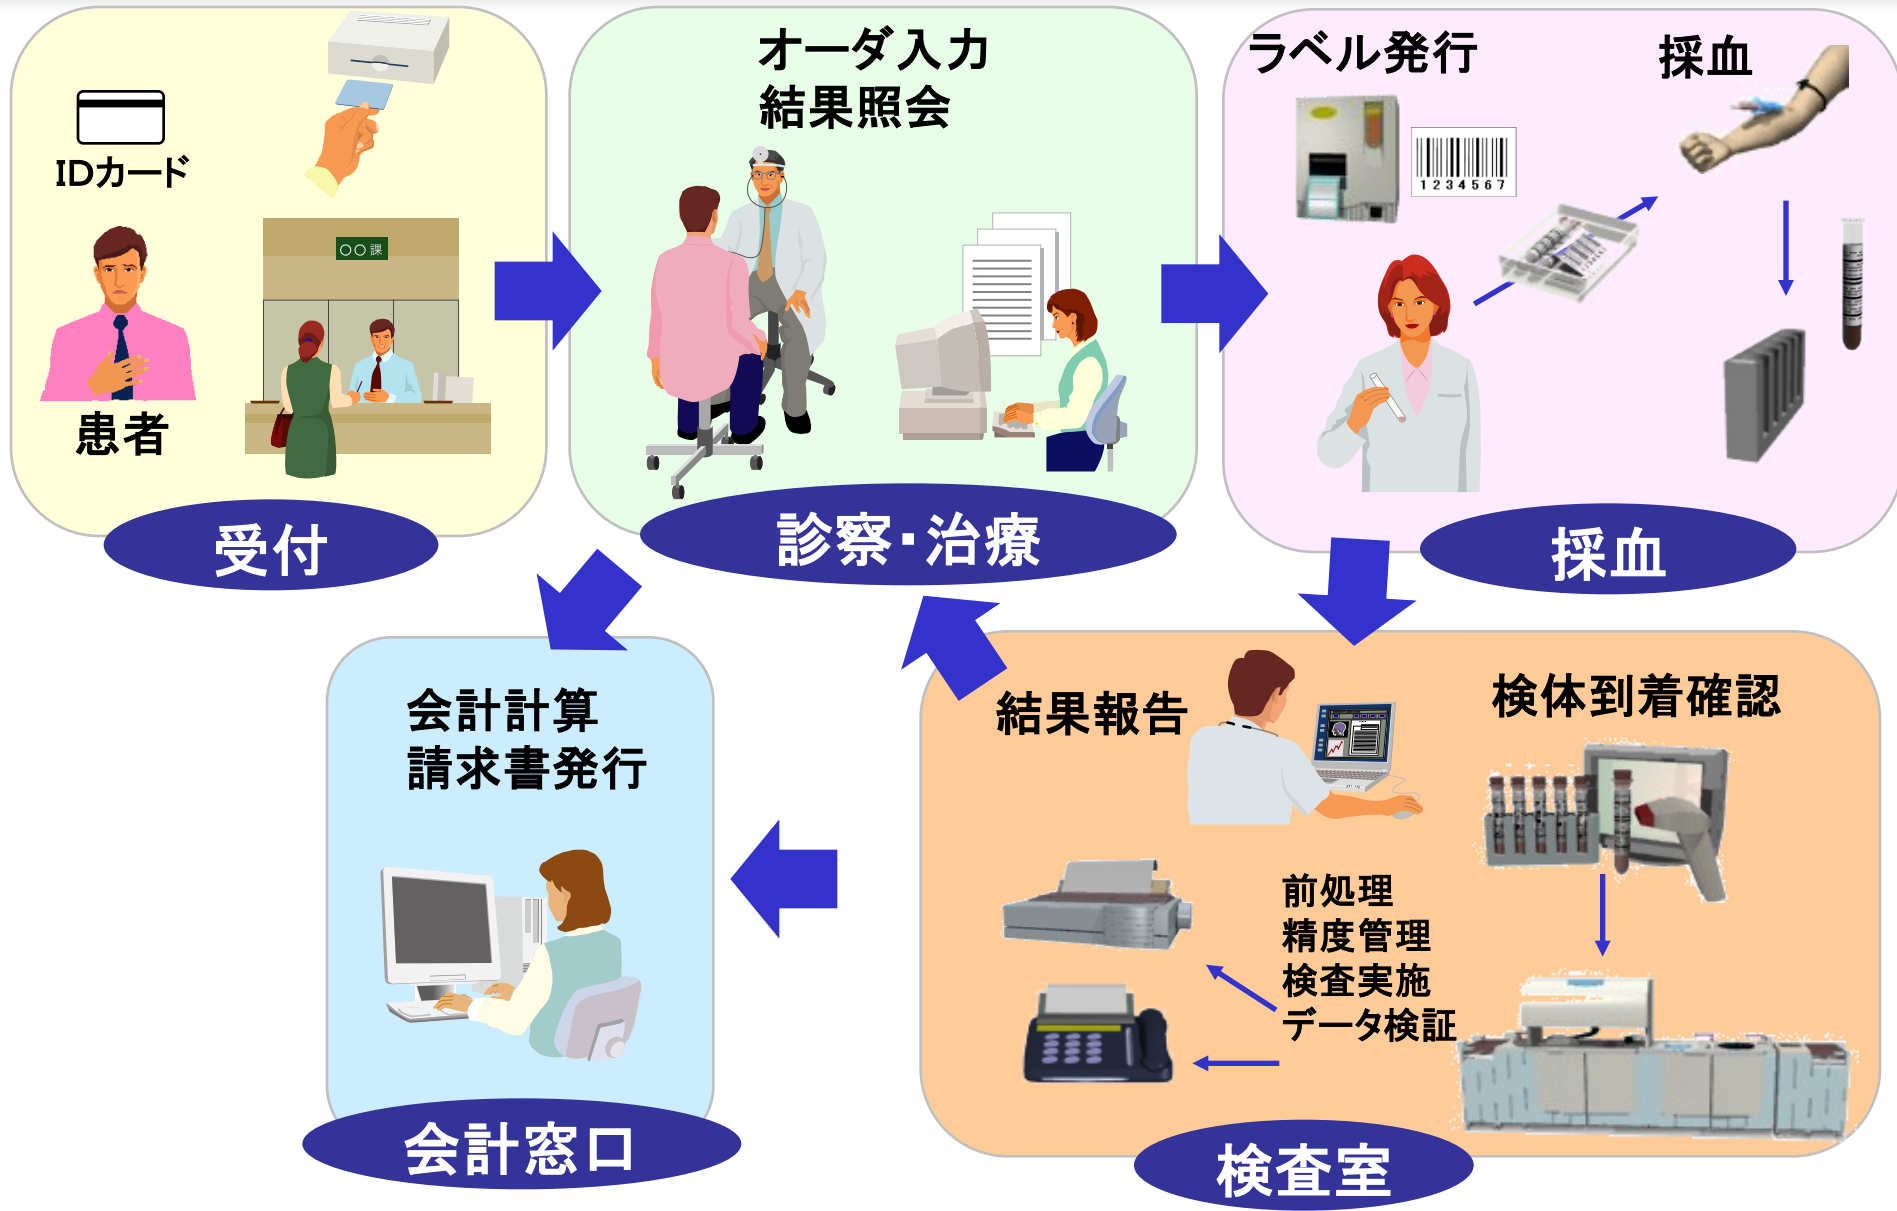 IDカード
患者
〇〇課
受付
オーダ入力
結果照会
診察・治療
ラベル発行
1234567
採血
採血
会計計算
請求書発行
会計窓口
結果報告
検体到着確認
前処理
精度管理
検査実施
データ検証
検査室